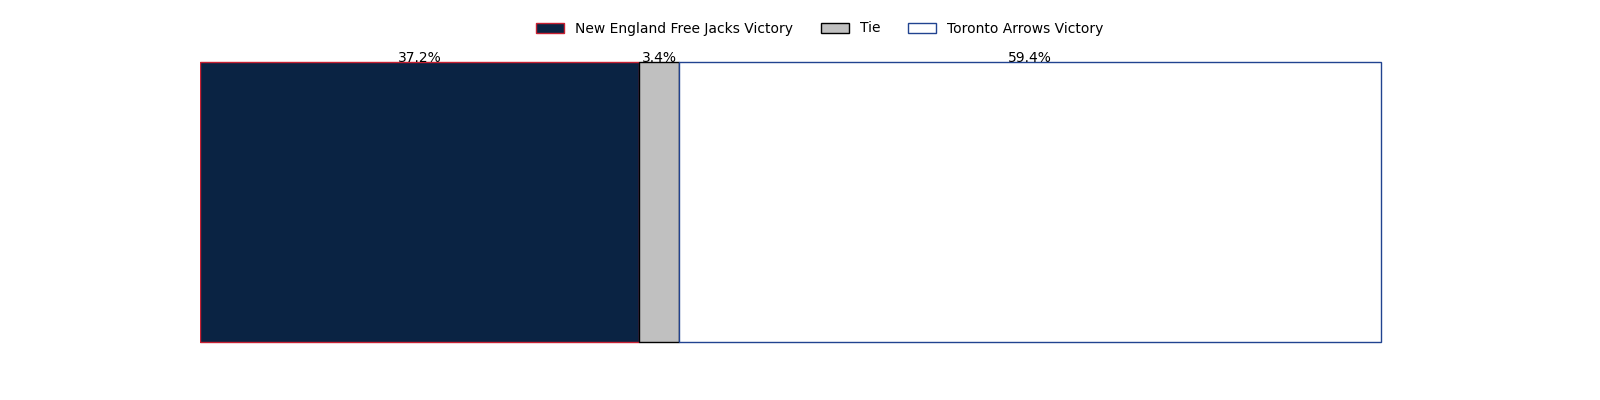 New England Free Jacks Victory Tie Toronto Arrows Victory
37.2% 3.4% 59.4%